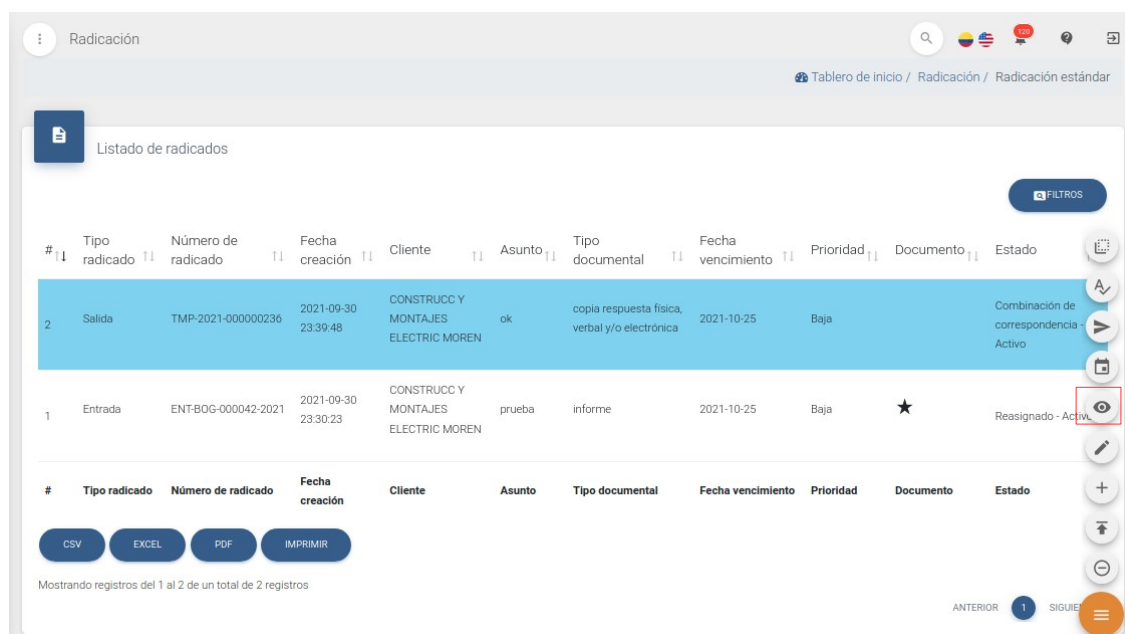 Radicación
120
Tablero de inicio / Radicación / Radicación estándar
Listado de radicados
FILTROS
# Tipo radicado Número de radicado Fecha creación Cliente Asunto Tipo documental Fecha vencimiento Prioridad Documento Estado
2 Salida TMP-2021-000000236 2021-09-30 23:39:48 CONSTRUCC Y MONTAJES ELECTRIC MOREN ok copia respuesta física, verbal y/o electrónica 2021-10-25 Baja Combinación de correspondencia - Activo
1 Entrada ENT-BOG-000042-2021 2021-09-30 23:30:23 CONSTRUCC Y MONTAJES ELECTRIC MOREN prueba informe 2021-10-25 Baja Reasignado -
# Tipo radicado Número de radicado Fecha creación Cliente Asunto Tipo documental Fecha vencimiento Prioridad Documento Estado
CSV EXCEL PDF IMPRIMIR
Mostrando registros del 1 al 2 de un total de 2 registros
ANTERIOR 1